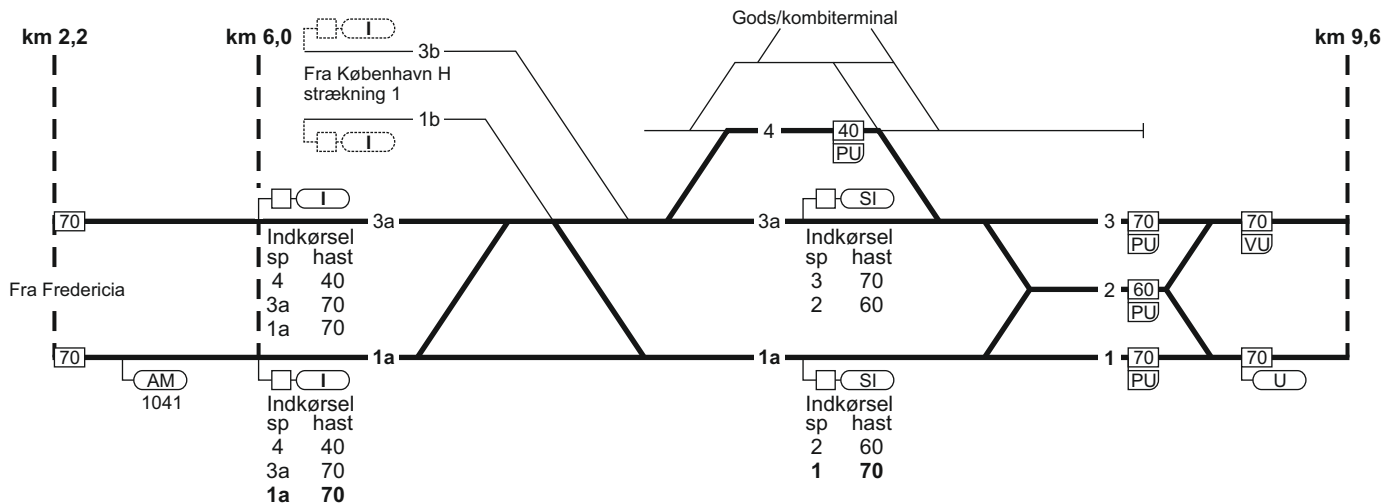 Gods/kombiterminal
km 2,2
km 6,0
I
3b
km 9,6
Fra København H
strækning 1
1b
I
4
40
PU
I
SI
70
3a
3a
3
70
PU
70
VU
Indkørsel
sp hast
4 40
3a 70
1a 70
Indkørsel
sp hast
3 70
2 60
Fra Fredericia
2
60
PU
70
1a
1a
1
70
PU
70
U
AM
1041
I
Indkørsel
sp hast
4 40
3a 70
1a 70
SI
Indkørsel
sp hast
2 60
1 70